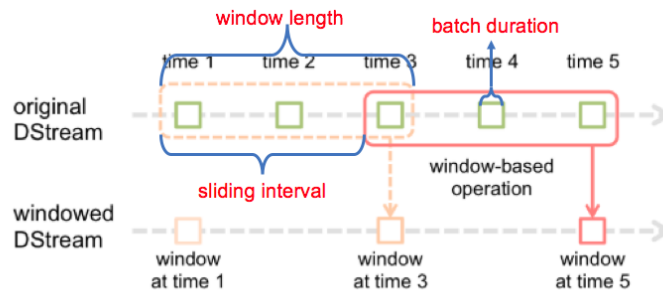 window length
batch duration
time 1
time 2
time 3
time 4
time 5
original
DStream
sliding interval
window-based
operation
windowed
DStream
window
at time 1
window
at time 3
window
at time 5